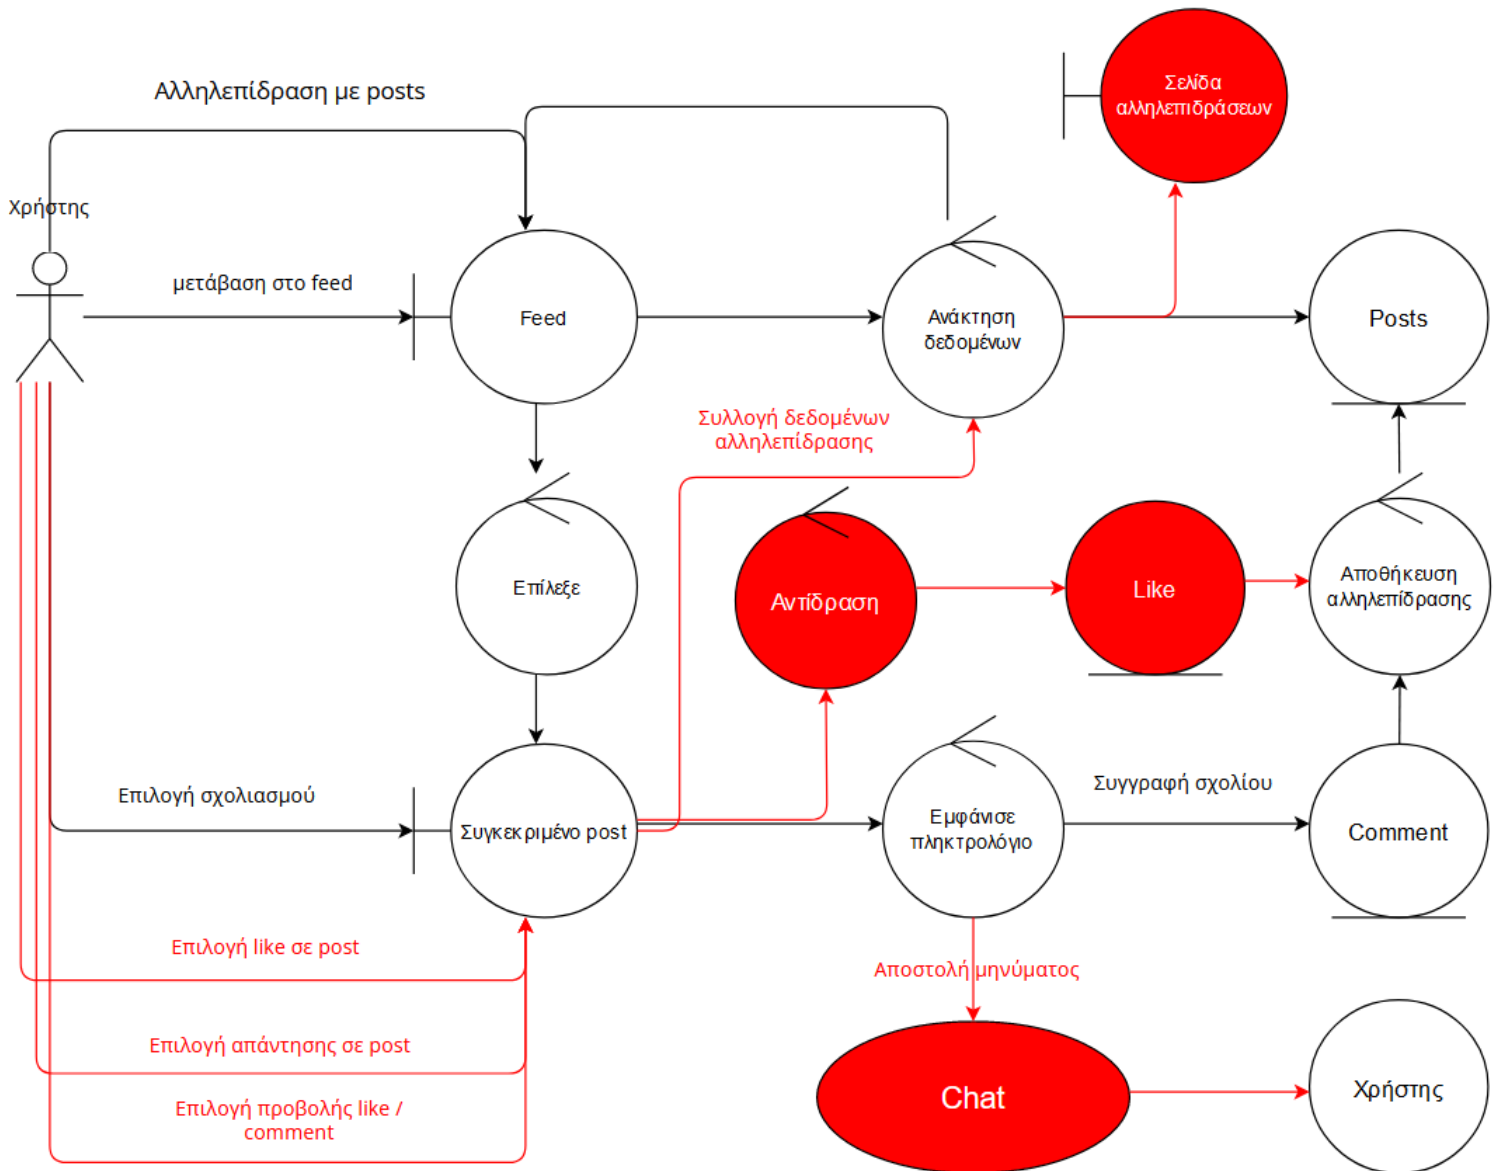 Αλληλεπίδραση με posts
Σελίδα
αλληλεπιδράσεων
Χρήστης
μετάβαση στο feed
Feed
Ανάκτηση
δεδομένων
Posts
Συλλογή δεδομένων
αλληλεπίδρασης
Επίλεξε
Αντίδραση
Like
Αποθήκευση
αλληλεπίδρασης
Επιλογή σχολιασμού
Συγκεκριμένο post
Εμφάνισε
πληκτρολόγιο
Συγγραφή σχολίου
Comment
Επιλογή like σε post
Αποστολή μηνύματος
Επιλογή απάντησης σε post
Επιλογή προβολής like /
comment
Chat
Χρήστης